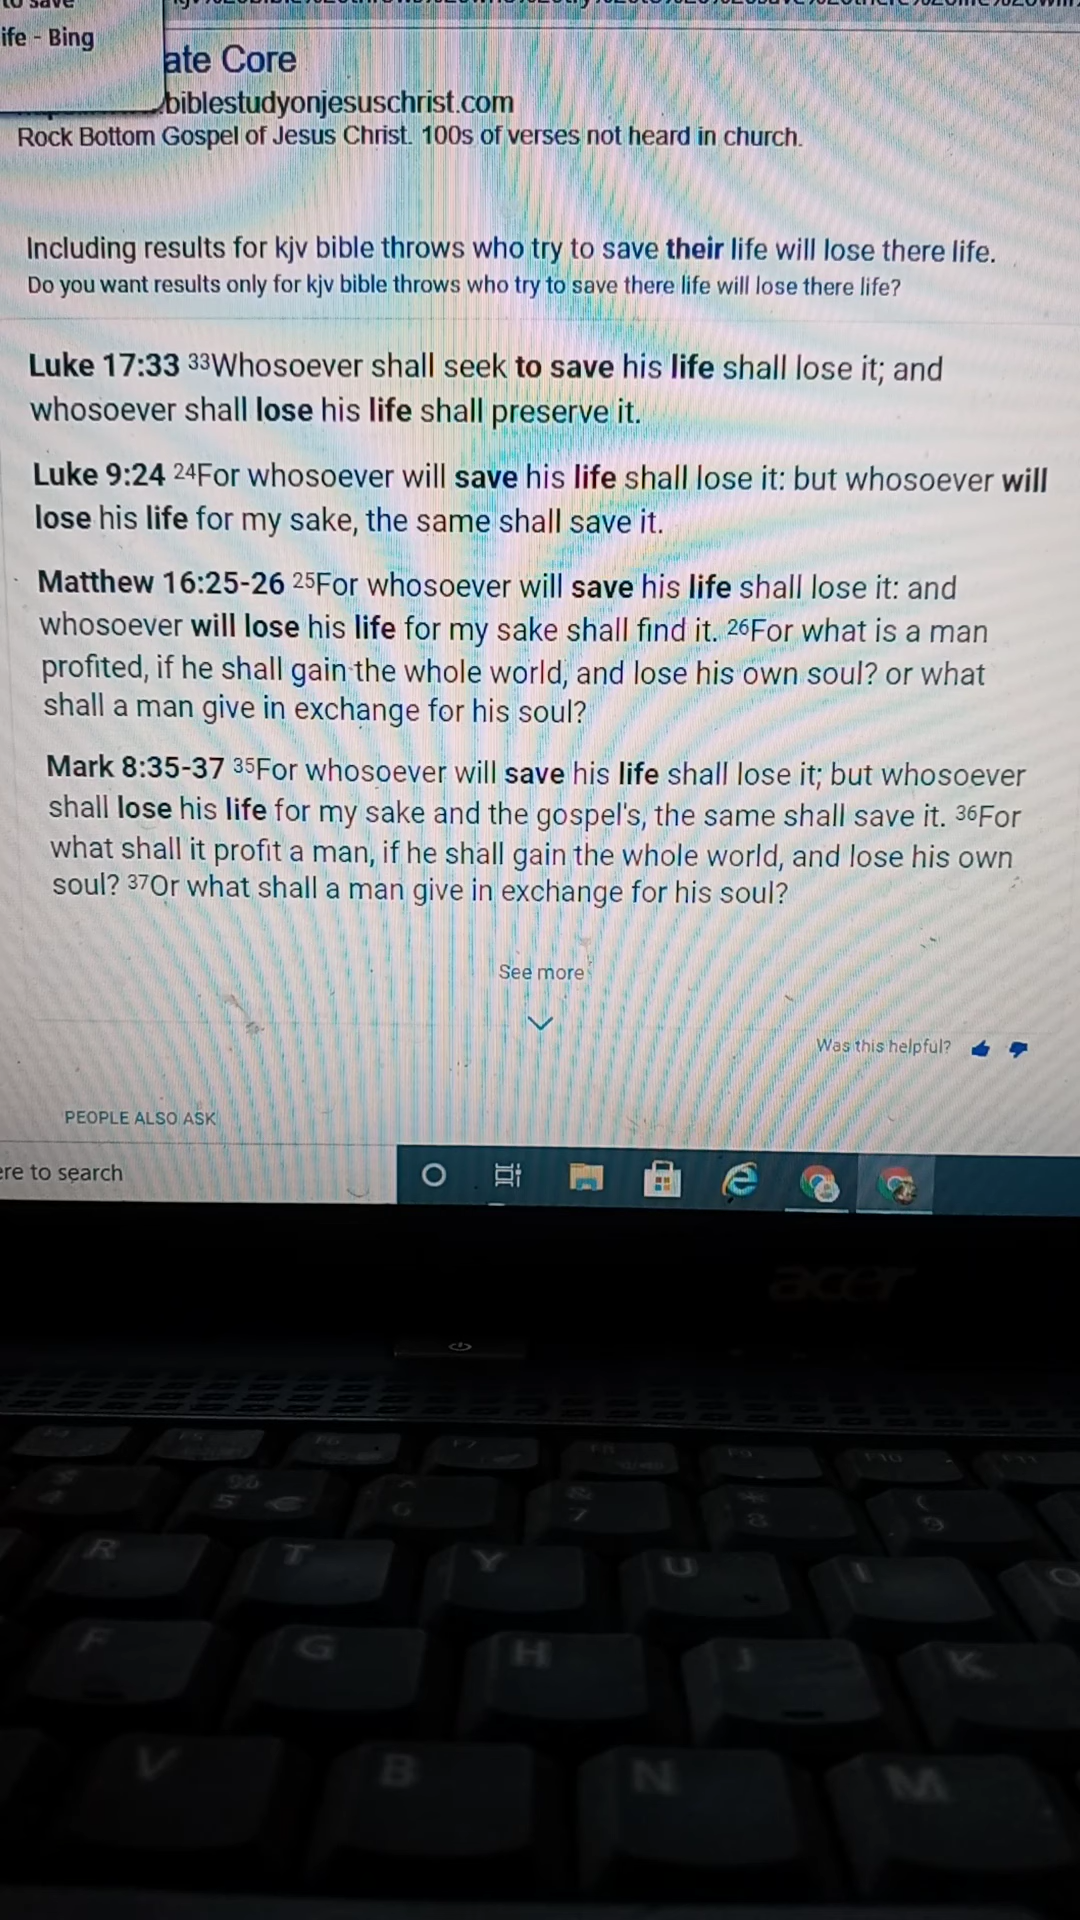 ife - Bing
ate Core
.biblestudyonjesuschrist.com
Rock Bottom Gospel of Jesus Christ. 100s of verses not heard in church.
Including results for kjv bible throws who try to save their life will lose there life.
Do you want results only for kjv bible throws who try to save there life will lose there life?
Luke 17:33 33Whosoever shall seek to save his life shall lose it; and
whosoever shall lose his life shall preserve it.
Luke 9:24 24For whosoever will save his life shall lose it: but whosoever will
lose his life for my sake, the same shall save it.
Matthew 16:25-26 25For whosoever will save his life shall lose it: and
whosoever will lose his life for my sake shall find it. 26For what is a man
profited, if he shall gain the whole world, and lose his own soul? or what
shall a man give in exchange for his soul?
Mark 8:35-37 35For whosoever will save his life shall lose it; but whosoever
shall lose his life for my sake and the gospel's, the same shall save it. 36For
what shall it profit a man, if he shall gain the whole world, and lose his own
soul? 37Or what shall a man give in exchange for his soul?
See more
Was this helpful?
PEOPLE ALSO ASK
ere to search
acer
F7
% 5 €
6
& 7
* 8
( 9
R T Y U I O
F G H J K
V B N M